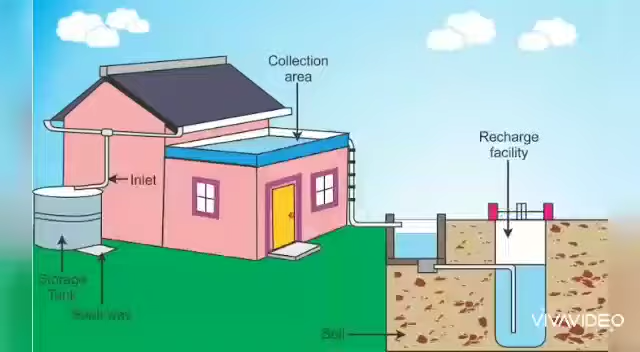 Collection
area
Recharge
facility
Inlet
Storage
Tank
Soil
VIVAVIDEO